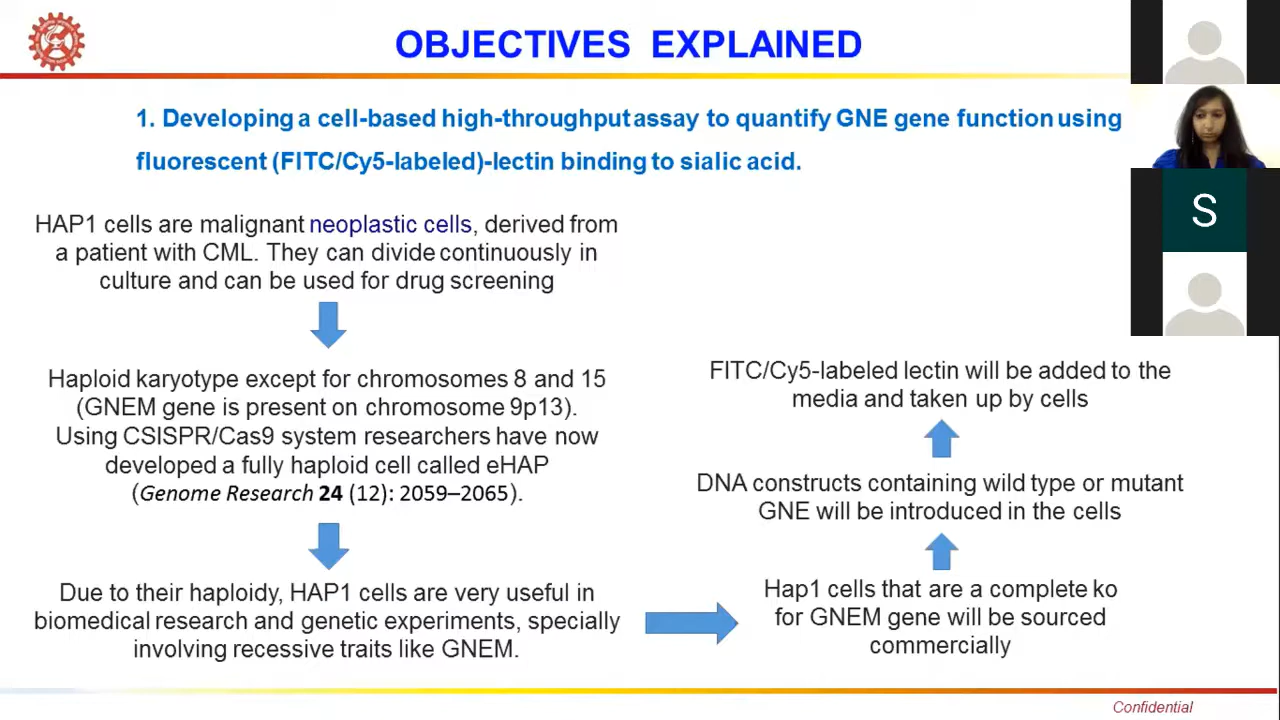 OBJECTIVES EXPLAINED
1. Developing a cell-based high-throughput assay to quantify GNE gene function using
fluorescent (FITC/Cy5-labeled)-lectin binding to sialic acid.
HAP1 cells are malignant neoplastic cells, derived from
a patient with CML. They can divide continuously in
culture and can be used for drug screening
Haploid karyotype except for chromosomes 8 and 15
(GNEM gene is present on chromosome 9p13).
Using CSISPR/Cas9 system researchers have now
developed a fully haploid cell called eHAP
(Genome Research 24 (12): 2059–2065).
Due to their haploidy, HAP1 cells are very useful in
biomedical research and genetic experiments, specially
involving recessive traits like GNEM.
Hap1 cells that are a complete ko
for GNEM gene will be sourced
commercially
DNA constructs containing wild type or mutant
GNE will be introduced in the cells
FITC/Cy5-labeled lectin will be added to the
media and taken up by cells
S
Confidential